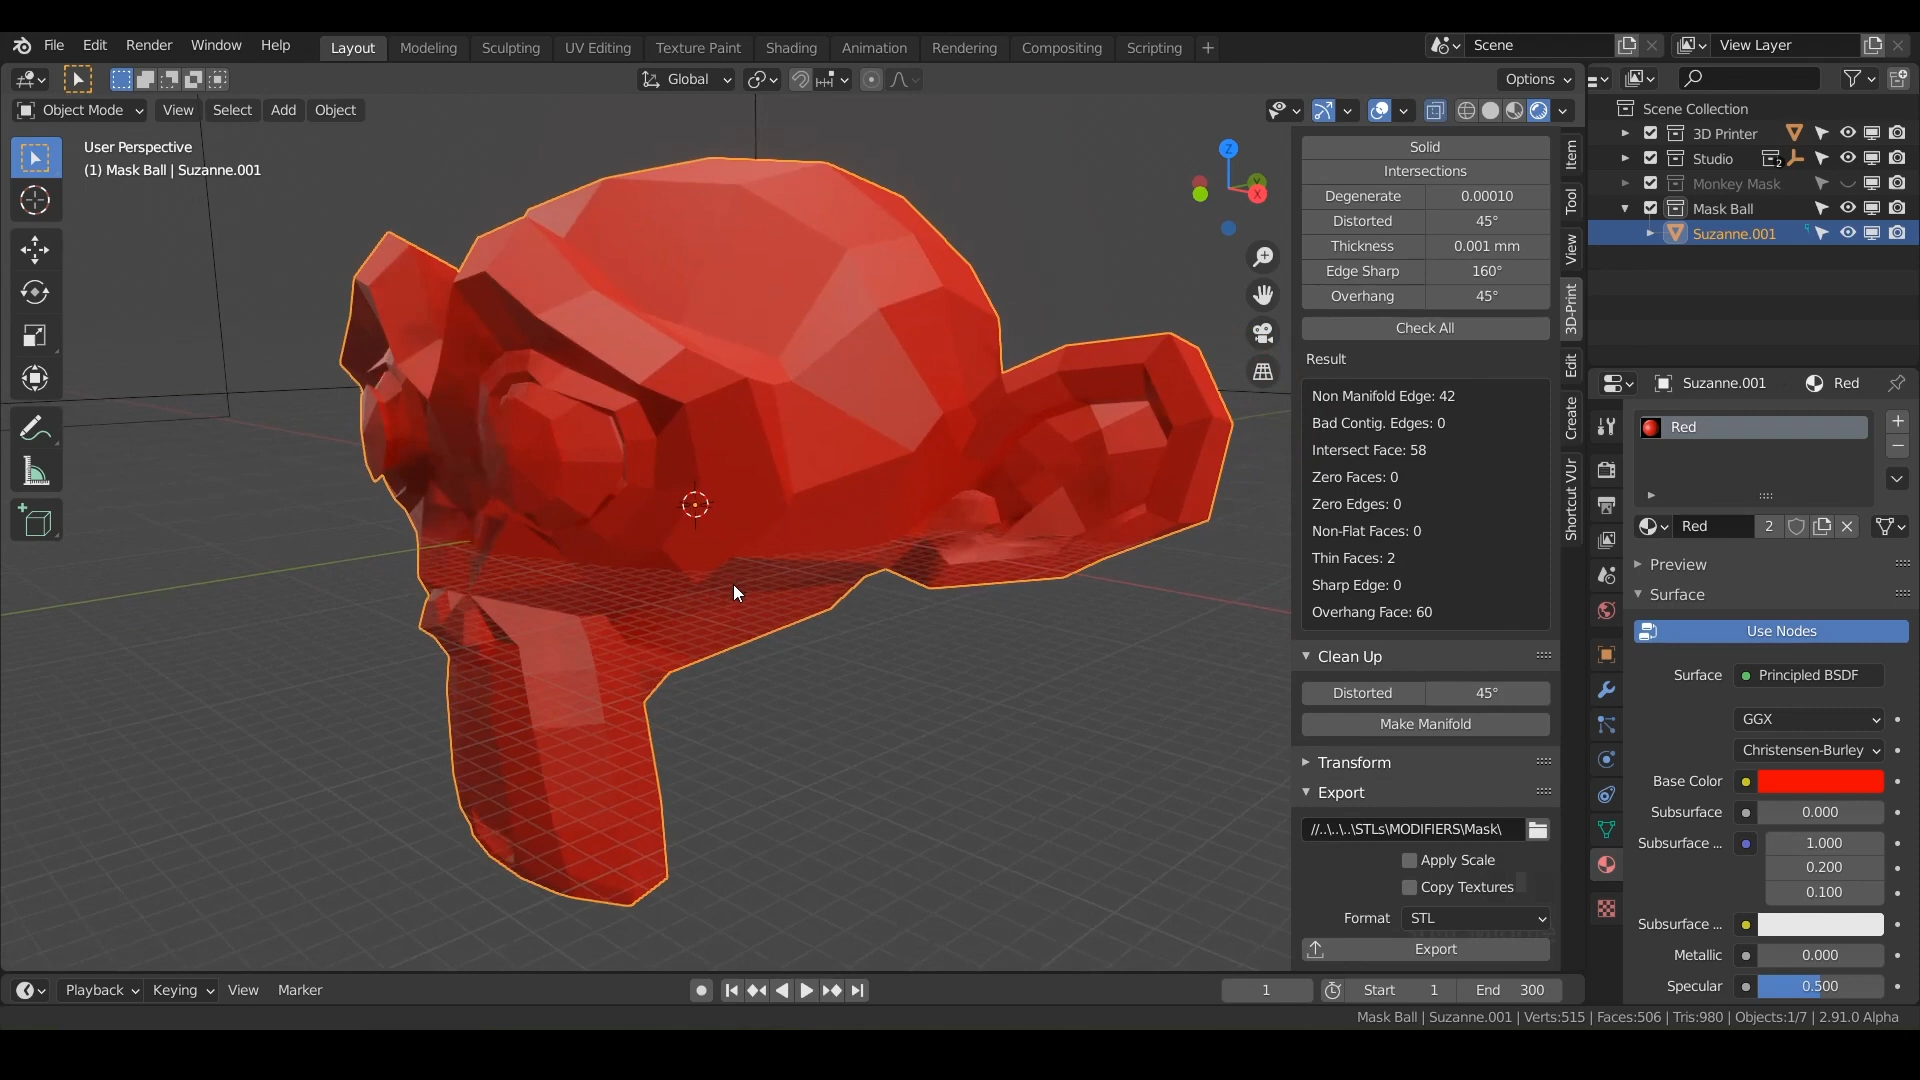 File Edit Render Window Help Layout Modeling Sculpting UV Editing Texture Paint Shading Animation Rendering Compositing Scripting + Scene View Layer
Global Options
Object Mode View Select Add Object
User Perspective
(1) Mask Ball | Suzanne.001
Z
Y
X
Solid
Intersections
Degenerate 0.00010
Distorted 45°
Thickness 0.001 mm
Edge Sharp 160°
Overhang 45°
Check All
Result
Non Manifold Edge: 42
Bad Contig. Edges: 0
Intersect Face: 58
Zero Faces: 0
Zero Edges: 0
Non-Flat Faces: 0
Thin Faces: 2
Sharp Edge: 0
Overhang Face: 60
Clean Up
Distorted 45°
Make Manifold
Transform
Export
//..\..\..\STLs\MODIFIERS\Mask\
Apply Scale
Copy Textures
Format STL
Export
Item
Tool
View
3D-Print
Edit
Create
Shortcut VUr
Scene Collection
3D Printer
Studio 2
Monkey Mask
Mask Ball
Suzanne.001
Suzanne.001 Red
Red
Red 2
Preview
Surface
Use Nodes
Surface Principled BSDF
GGX
Christensen-Burley
Base Color
Subsurface 0.000
Subsurface ... 1.000
0.200
0.100
Subsurface ...
Metallic 0.000
Specular 0.500
Playback Keying View Marker 1 Start 1 End 300
Mask Ball | Suzanne.001 | Verts:515 | Faces:506 | Tris:980 | Objects:1/7 | 2.91.0 Alpha